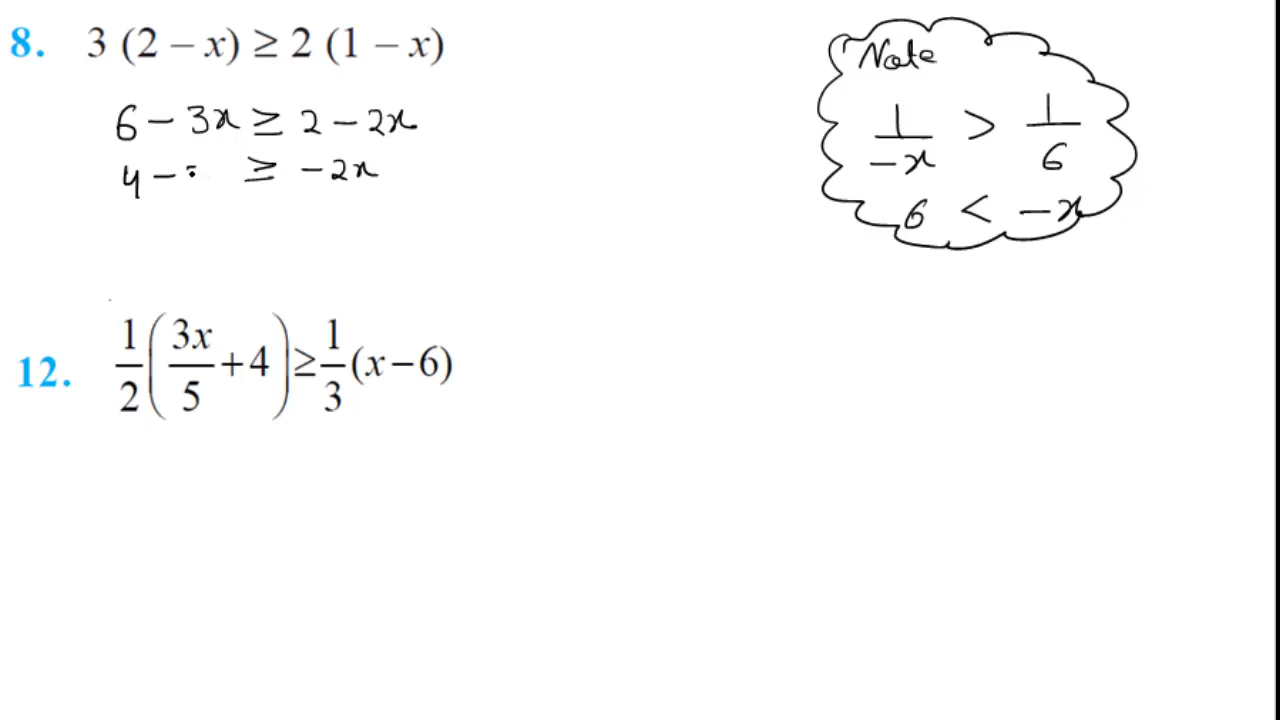 8. 3 (2 – x) ≥ 2 (1 – x)
6 – 3x ≥ 2 – 2x
4 – ≥ – 2x
12. 1/2 (3x/5 + 4) ≥ 1/3 (x – 6)
Note
1/–x > 1/6
6 < –x